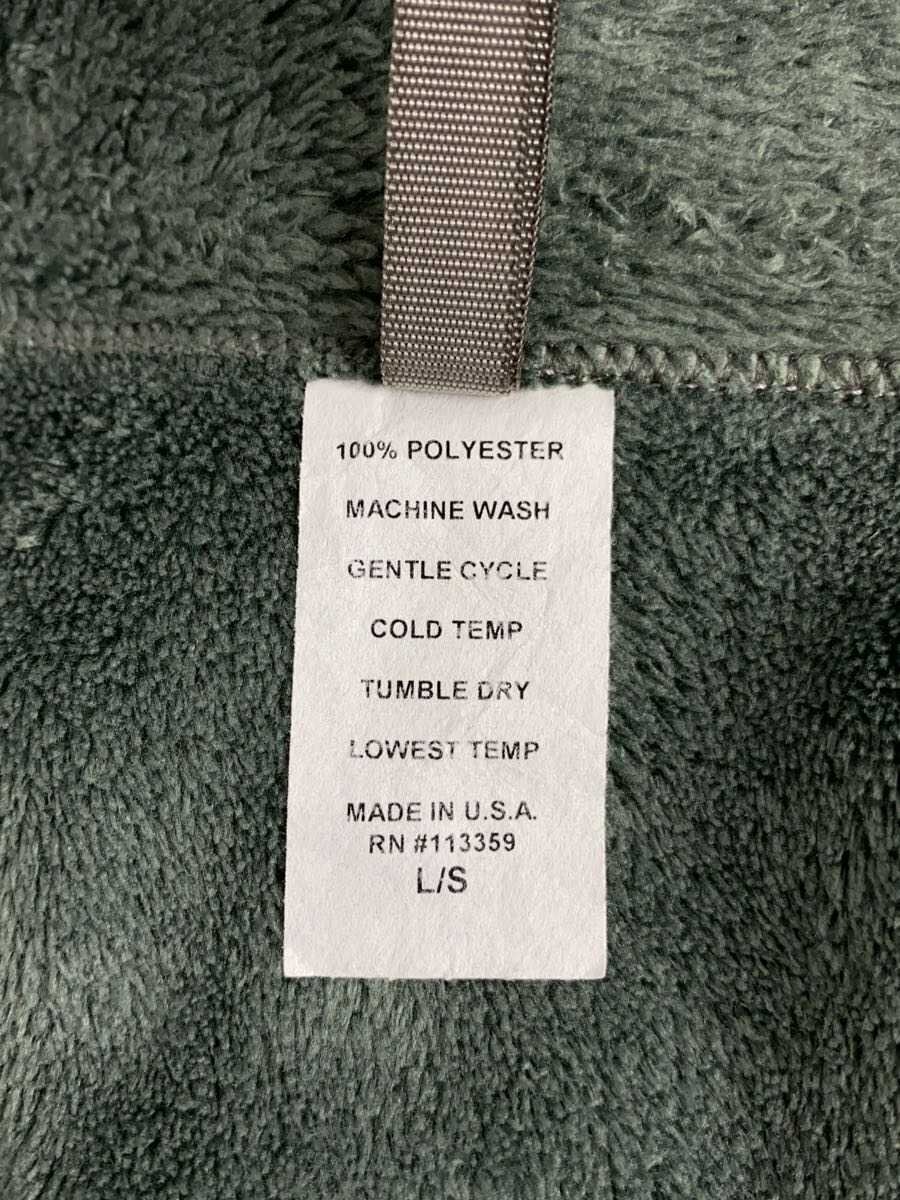 100% POLYESTER
MACHINE WASH
GENTLE CYCLE
COLD TEMP
TUMBLE DRY
LOWEST TEMP
MADE IN U.S.A.
RN #113359
L/S